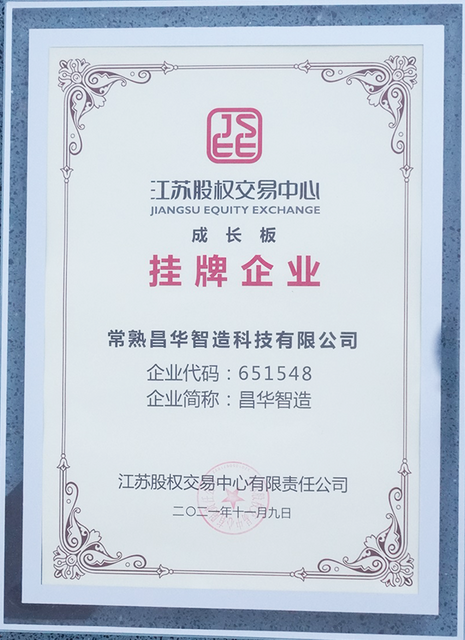 JS
EE
江苏股权交易中心
JIANGSU EQUITY EXCHANGE
成长板
挂牌企业
常熟昌华智造科技有限公司
企业代码：651548
企业简称：昌华智造
江苏股权交易中心有限责任公司
二〇二一年十一月九日